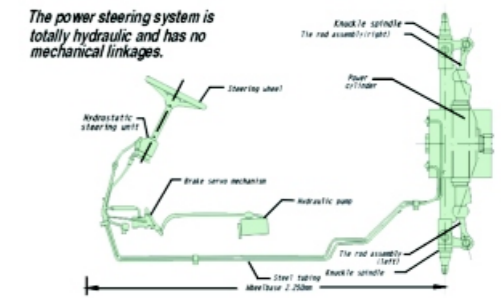 The power steering system is
totally hydraulic and has no
mechanical linkages.
Knuckle spindle
Tie rod assembly(right)
Power
cylinder
Steering wheel
Hydrostatic
steering unit
Brake servo mechanism
Hydraulic pump
Tie rod assembly
(left)
Steel tubing
Knuckle spindle
Wheelbase 2.250mm